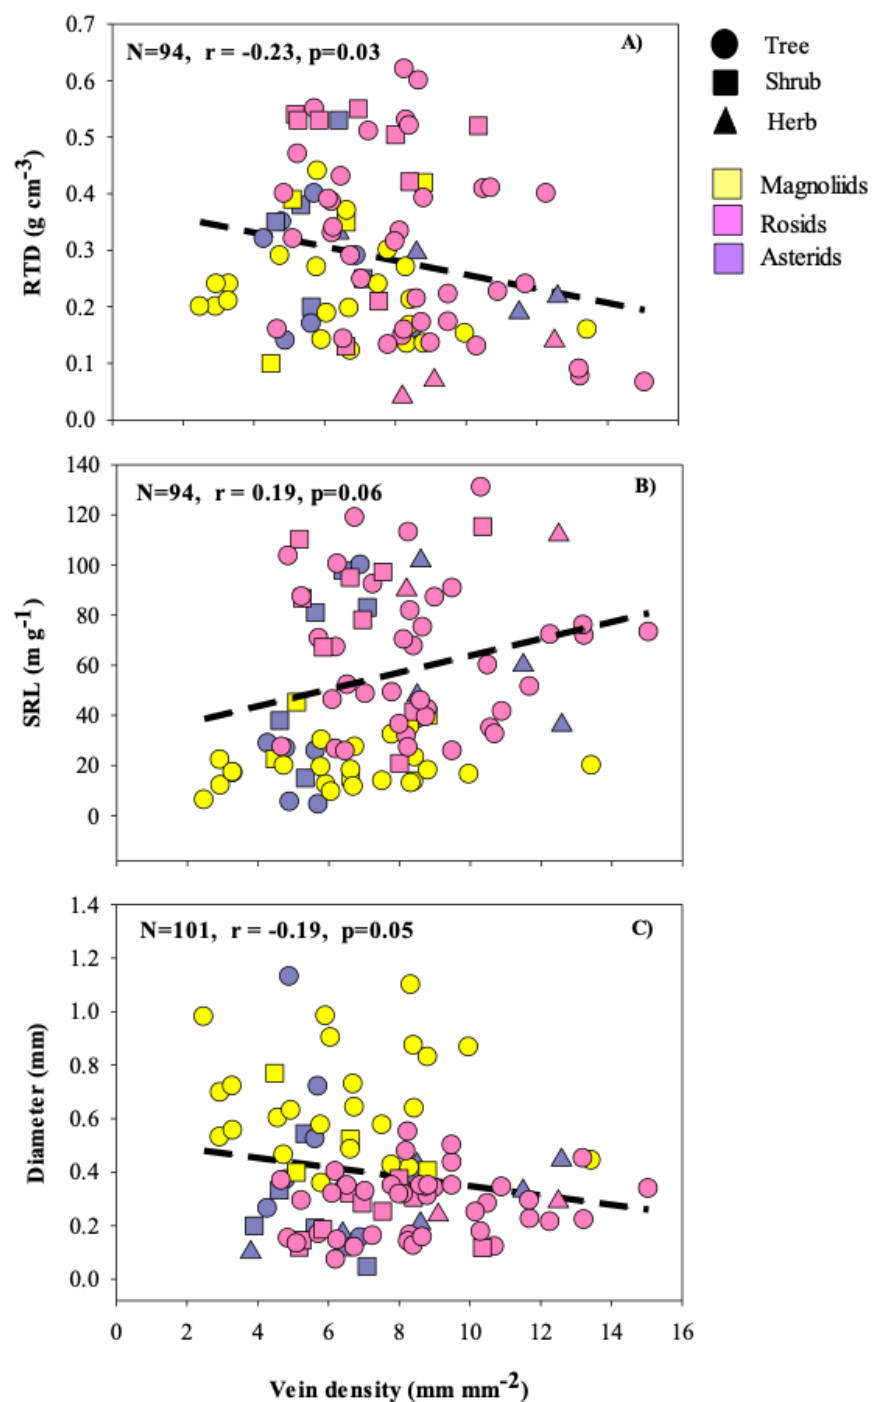 0.7
N=94, r = -0.23, p=0.03
A)
0.6
0.5
0.4
0.3
0.2
0.1
0.0
RTD (g cm-3)
Tree
Shrub
Herb
Magnoliids
Rosids
Asterids
140
N=94, r = 0.19, p=0.06
B)
120
100
80
60
40
20
0
SRL (m g-1)
1.4
N=101, r = -0.19, p=0.05
C)
1.2
1.0
0.8
0.6
0.4
0.2
0.0
Diameter (mm)
0 2 4 6 8 10 12 14 16
Vein density (mm mm-2)